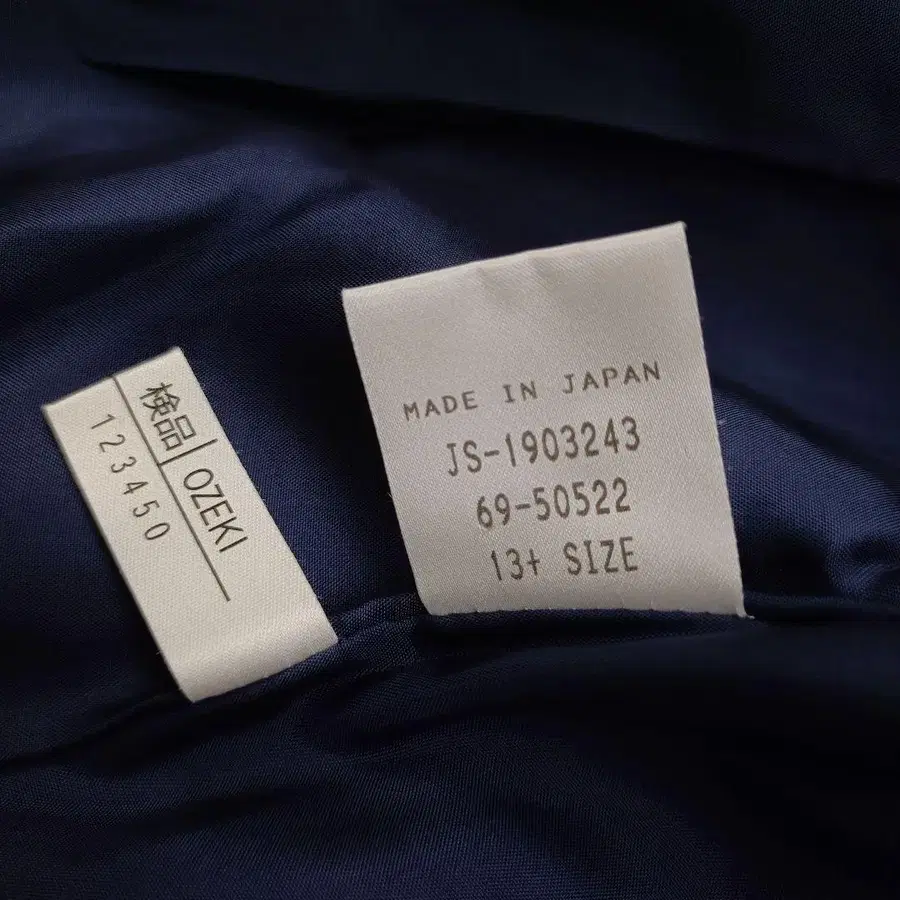 検品 OZEKI
123450
MADE IN JAPAN
JS-1903243
69-50522
13+ SIZE